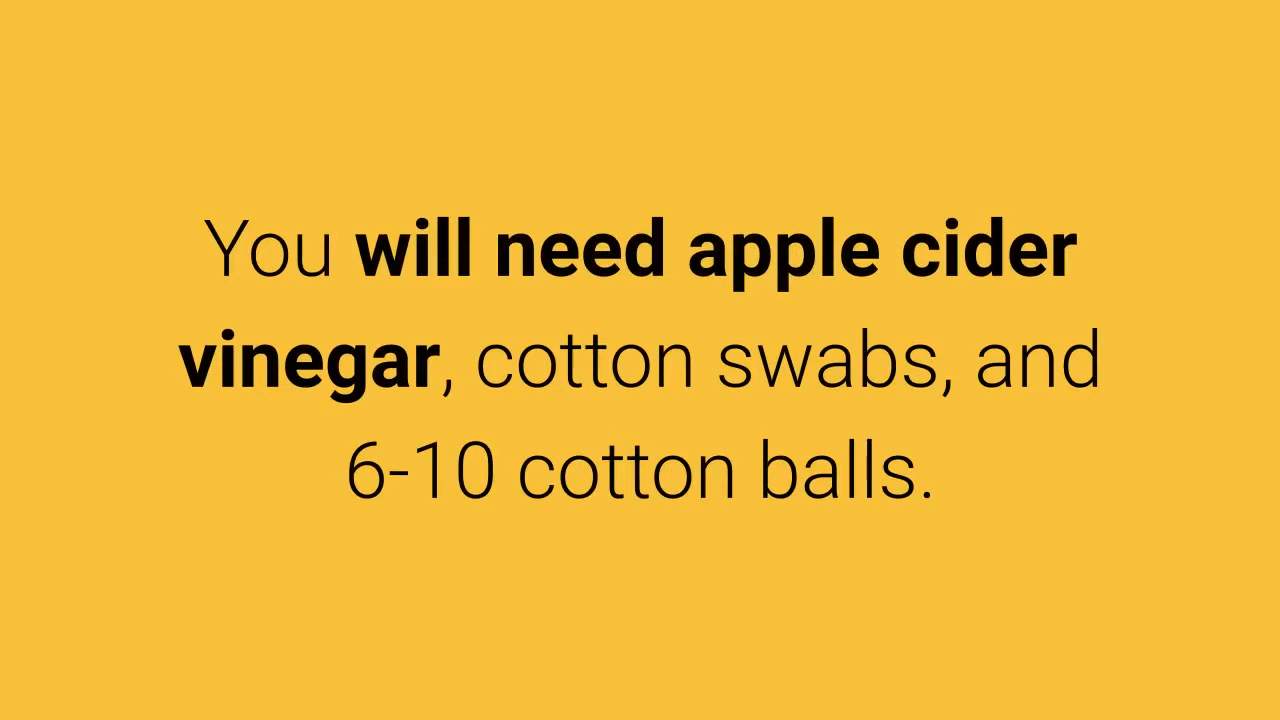 You will need apple cider
vinegar, cotton swabs, and
6-10 cotton balls.